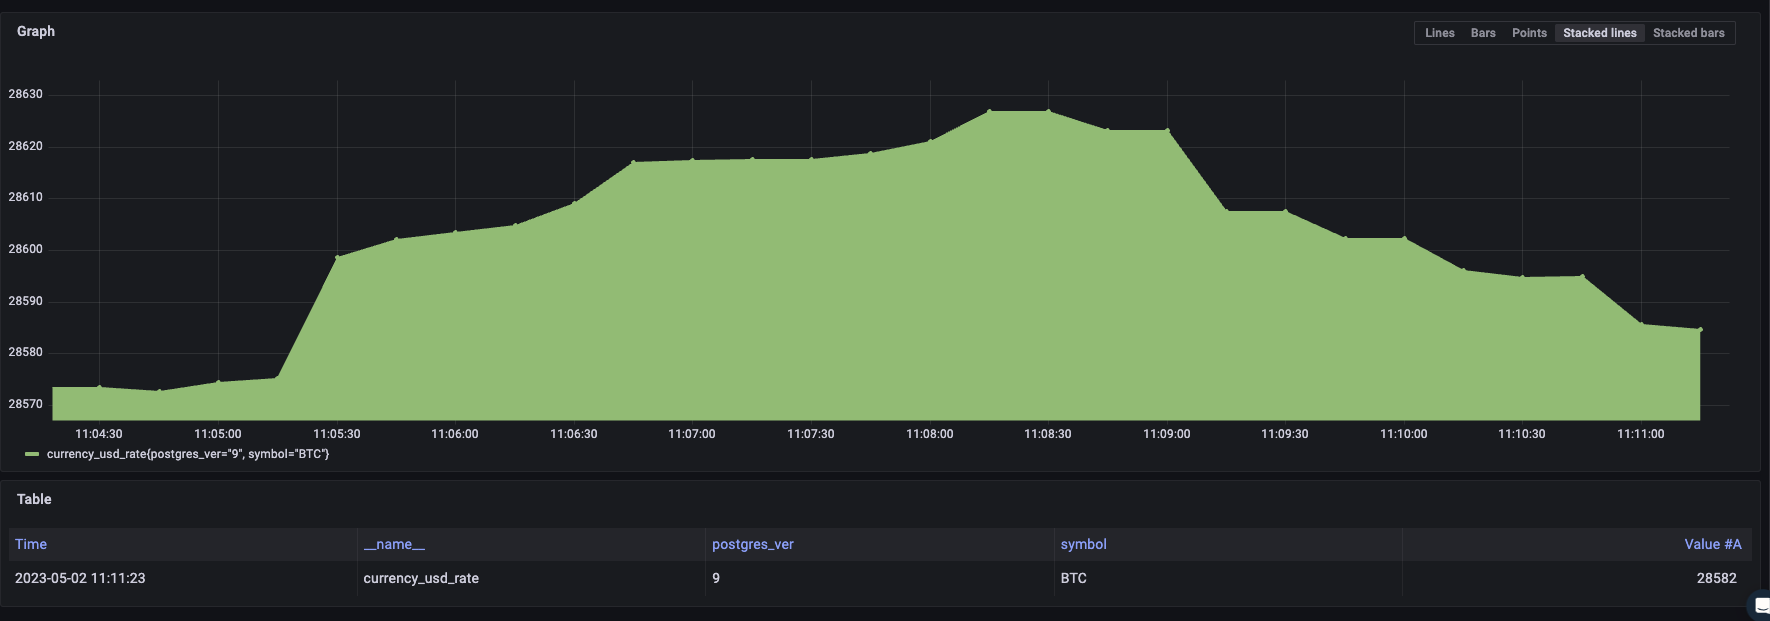 Graph
Lines Bars Points Stacked lines Stacked bars
28630
28620
28610
28600
28590
28580
28570
11:04:30 11:05:00 11:05:30 11:06:00 11:06:30 11:07:00 11:07:30 11:08:00 11:08:30 11:09:00 11:09:30 11:10:00 11:10:30 11:11:00
currency_usd_rate{postgres_ver="9", symbol="BTC"}
Table
Time __name__ postgres_ver symbol Value #A
2023-05-02 11:11:23 currency_usd_rate 9 BTC 28582